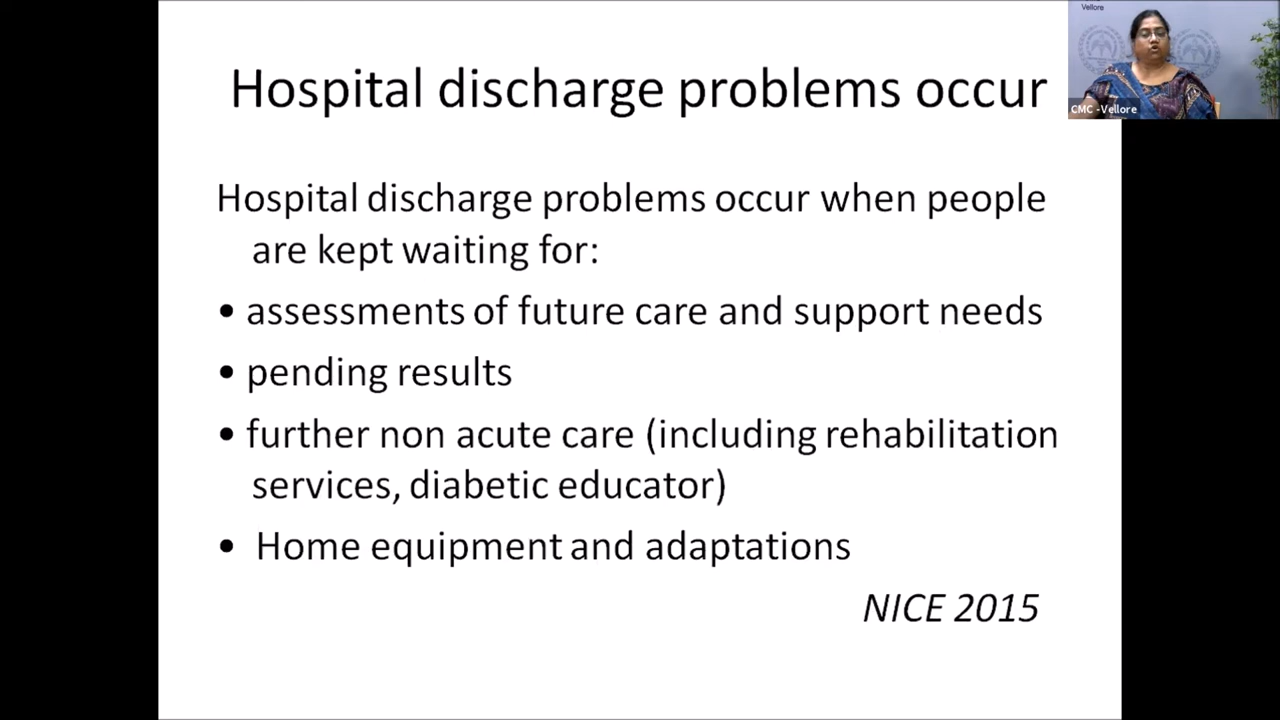 Hospital discharge problems occur
Vellore
CMC -Vellore
Hospital discharge problems occur when people
are kept waiting for:
• assessments of future care and support needs
• pending results
• further non acute care (including rehabilitation
services, diabetic educator)
• Home equipment and adaptations
NICE 2015